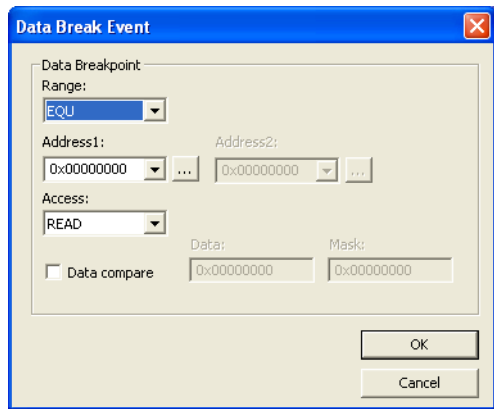 Data Break Event
Data Breakpoint
Range:
EQU
Address1: Address2:
0x00000000 ... 0x00000000 ...
Access:
READ
Data: Mask:
Data compare 0x00000000 0x00000000
OK
Cancel